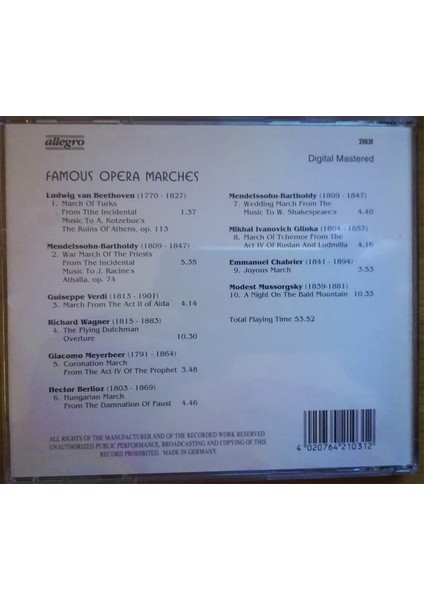 allegro
Digital Mastered
FAMOUS OPERA MARCHES
Ludwig van Beethoven (1770 - 1827)
1. March Of Turks
From TThe Incidental 1.37
Music To A. Kotzebue's
The Ruins Of Athens, op. 113
Mendelssohn-Bartholdy (1809 - 1847)
2. War March Of The Priests
From The Incidental 5.35
Music To J. Racine's
Athallia, op. 74
Guiseppe Verdi (1813 - 1901)
3. March From The Act II of Aida 4.14
Richard Wagner (1815 - 1883)
4. The Flying Dutchman
Overture 10.30
Giacomo Meyerbeer (1791 - 1864)
5. Coronation March
From The Act IV Of The Prophet 3.48
Hector Berlioz (1803 - 1869)
6. Hungarian March
From The Damnation Of Faust 4.46
Mendelssohn-Bartholdy (1809 - 1847)
7. Wedding March From The
Music To W. Shakespeare's 4.40
Mikhal Ivanovich Glinka (1804 - 1857)
8. March Of Tchemor From The
Act IV Of Rustan And Ludmilla 4.16
Emmanuel Chabrier (1841 - 1894)
9. Joyous March 3.53
Modest Mussorgsky (1839-1881)
10. A Night On The Bald Mountain 10.33
Total Playing Time 53.52
ALL RIGHTS OF THE MANUFACTURER AND OF THE RECORDED WORK RESERVED.
UNAUTHORIZED PUBLIC PERFORMANCE, BROADCASTING AND COPYING OF THIS
RECORD PROHIBITED. MADE IN GERMANY.
4 020764 210312